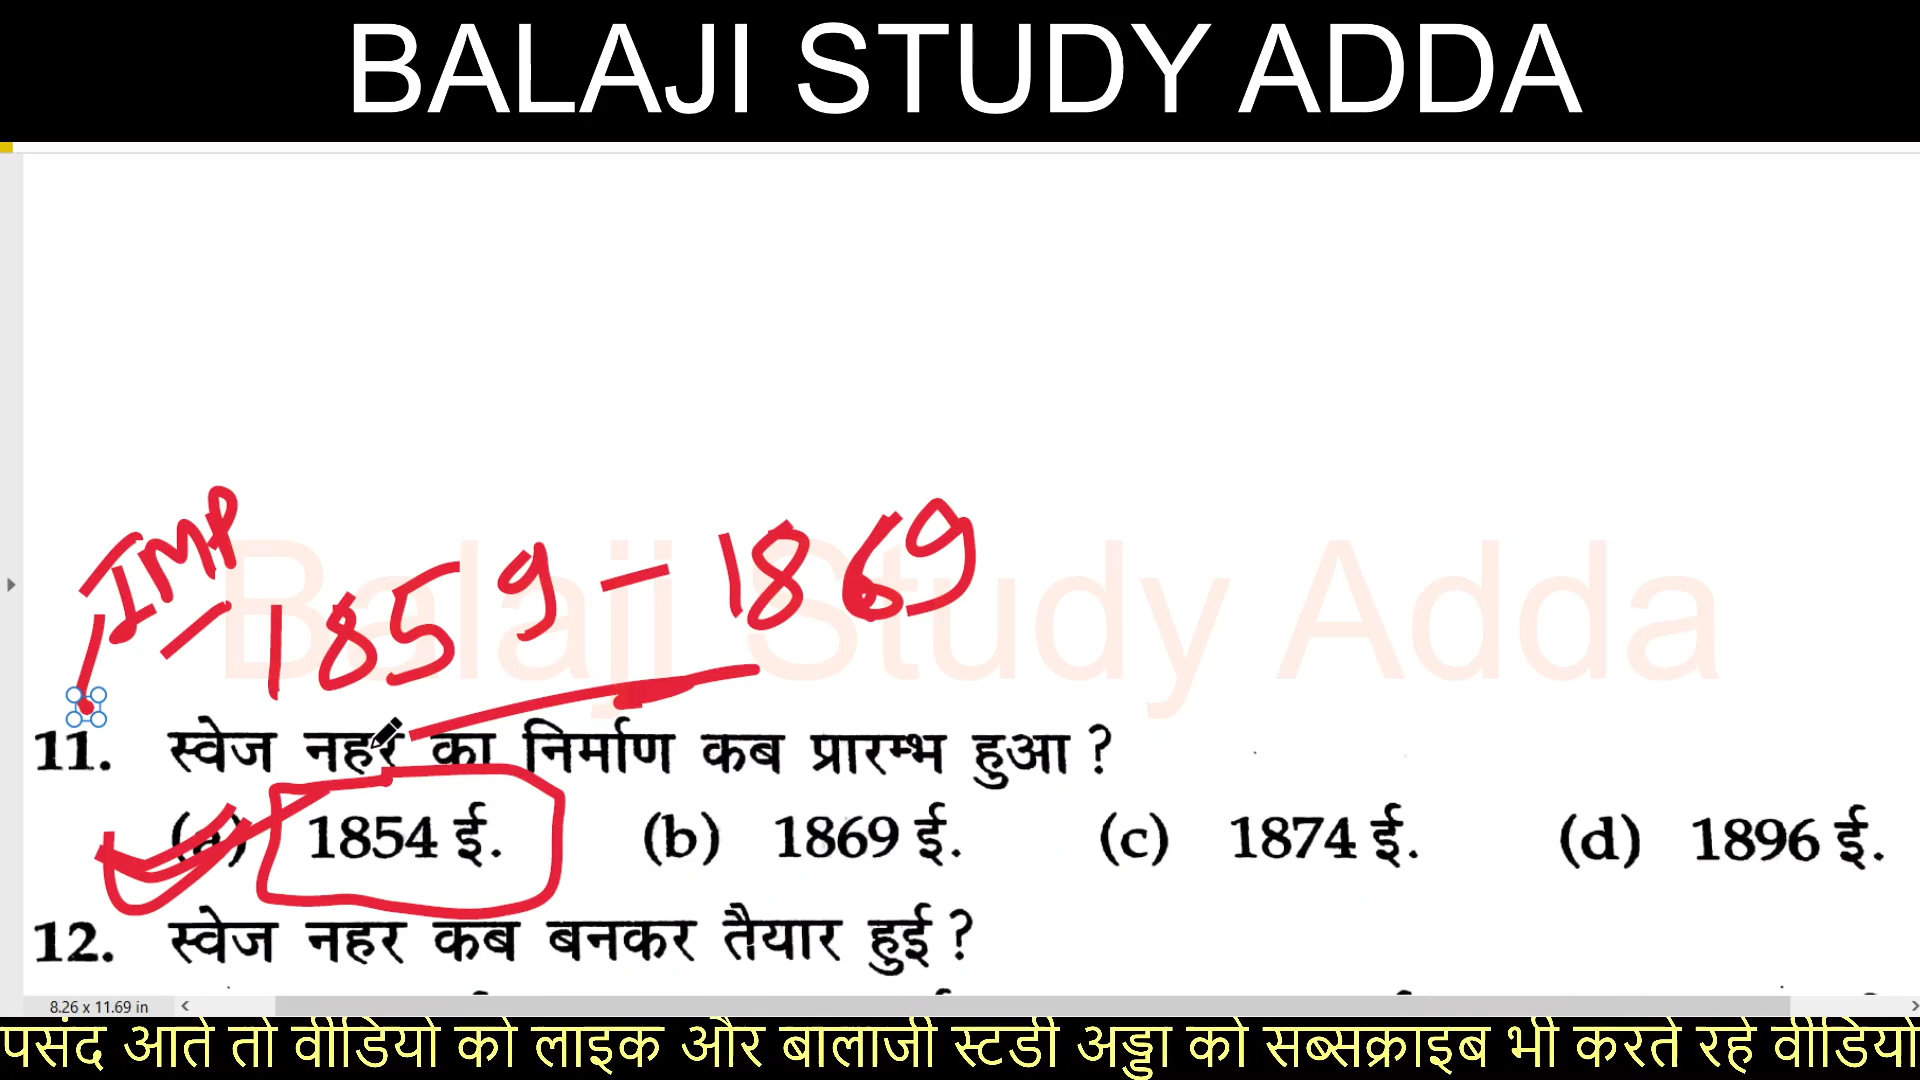 BALAJI STUDY ADDA
IMP
1859 - 1869
Balaji Study Adda
11. स्वेज नहर का निर्माण कब प्रारम्भ हुआ ?
(a) 1854 ई. (b) 1869 ई. (c) 1874 ई. (d) 1896 ई.
12. स्वेज नहर कब बनकर तैयार हुई ?
8.26 x 11.69 in
पसंद आते तो वीडियो को लाइक और बालाजी स्टडी अड्डा को सब्सक्राइब भी करते रहे वीडियो